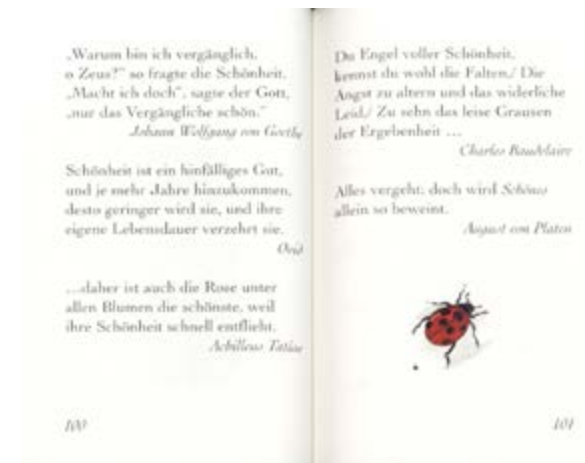 „Warum bin ich vergänglich,
o Zeus?" so fragte die Schönheit.
„Macht ich doch", sagte der Gott,
„nur das Vergängliche schön."
Johann Wolfgang von Goethe
Schönheit ist ein hinfälliges Gut,
und je mehr Jahre hinzukommen,
desto geringer wird sie, und ihre
eigene Lebensdauer verzehrt sie.
Ovid
...daher ist auch die Rose unter
allen Blumen die schönste, weil
ihre Schönheit schnell entflieht.
Achilleus Tatius
100
Du Engel voller Schönheit,
kennst du wohl die Falten/ Die
Angst zu altern und das widerliche
Leid/ Zu sehn das leise Grausen
der Ergebenheit ...
Charles Baudelaire
Alles vergeht; doch wird Schönes
allein so beweint.
August von Platen
101